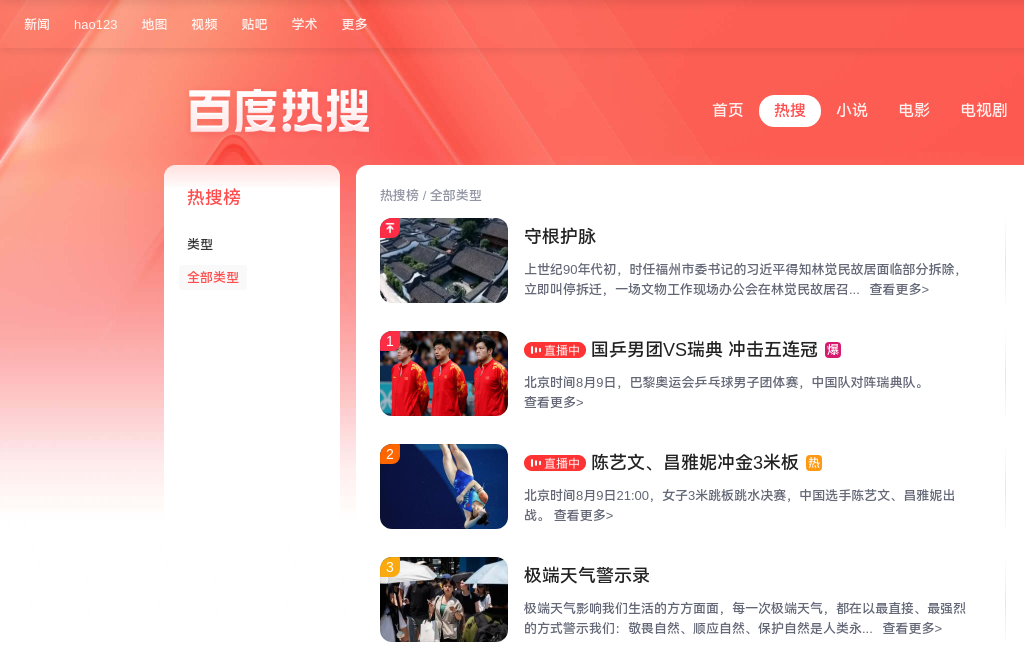 新闻 hao123 地图 视频 贴吧 学术 更多
百度热搜
首页 热搜 小说 电影 电视剧
热搜榜
类型
全部类型
热搜榜 / 全部类型
守根护脉
上世纪90年代初，时任福州市委书记的习近平得知林觉民故居面临部分拆除，
立即叫停拆迁，一场文物工作现场办公会在林觉民故居召... 查看更多>
1
直播中 国乒男团VS瑞典 冲击五连冠 爆
北京时间8月9日，巴黎奥运会乒乓球男子团体赛，中国队对阵瑞典队。
查看更多>
2
直播中 陈艺文、昌雅妮冲金3米板 热
北京时间8月9日21:00，女子3米跳板跳水决赛，中国选手陈艺文、昌雅妮出
战。 查看更多>
3
极端天气警示录
极端天气影响我们生活的方方面面，每一次极端天气，都在以最直接、最强烈
的方式警示我们：敬畏自然、顺应自然、保护自然是人类永... 查看更多>